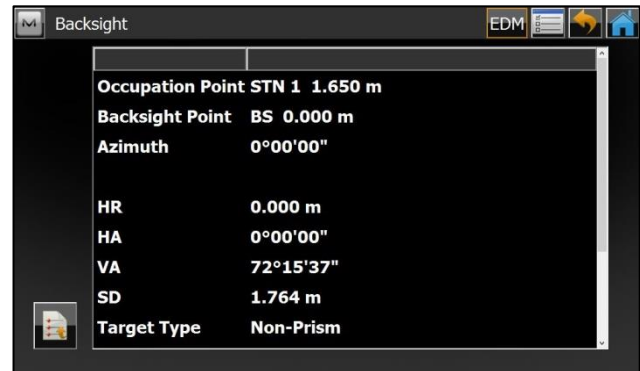 Backsight EDM
Occupation Point STN 1 1.650 m
Backsight Point BS 0.000 m
Azimuth 0°00'00"
HR 0.000 m
HA 0°00'00"
VA 72°15'37"
SD 1.764 m
Target Type Non-Prism